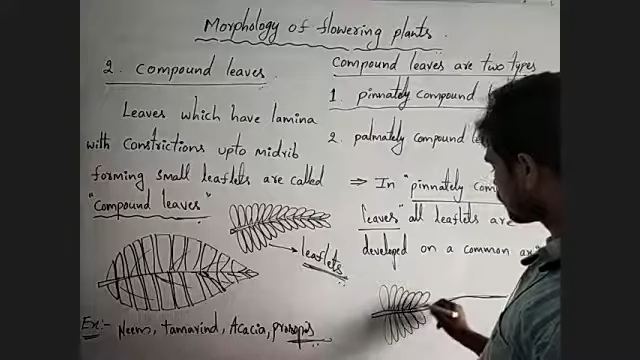 Morphology of flowering plants.
2. Compound leaves.
Leaves which have lamina
with constrictions upto midrib
forming small leaflets are called
"Compound leaves"
leaflets
Ex:- Neem, tamarind, Acacia, prosopis
Compound leaves are two types
1. pinnately compound
2. palmately compound
⇒ In "pinnately
leaves" all leaflets are
developed on a common